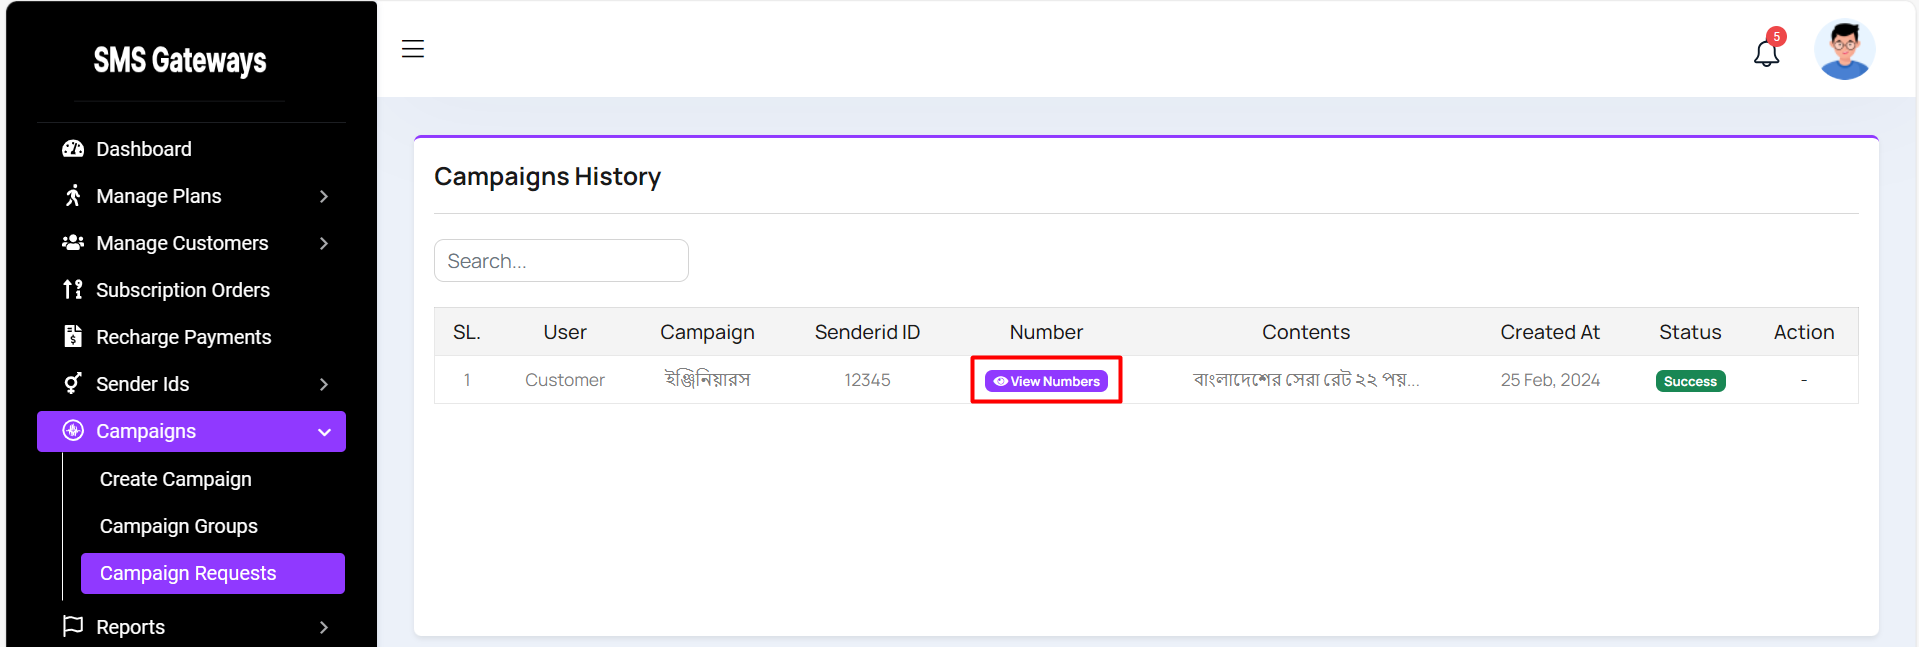 SMS Gateways
5
Dashboard
Manage Plans
Manage Customers
Subscription Orders
Recharge Payments
Sender Ids
Campaigns
Create Campaign
Campaign Groups
Campaign Requests
Reports
Campaigns History
Search...
SL. User Campaign Senderid ID Number Contents Created At Status Action
1 Customer ইঞ্জিনিয়ারস 12345 View Numbers বাংলাদেশের সেরা রেট ২২ পয়... 25 Feb, 2024 Success -